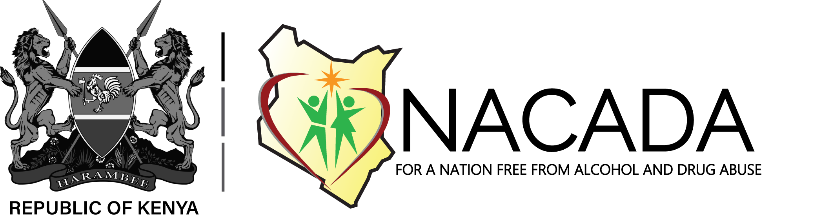 HARAMBEE
REPUBLIC OF KENYA
NACADA
FOR A NATION FREE FROM ALCOHOL AND DRUG ABUSE